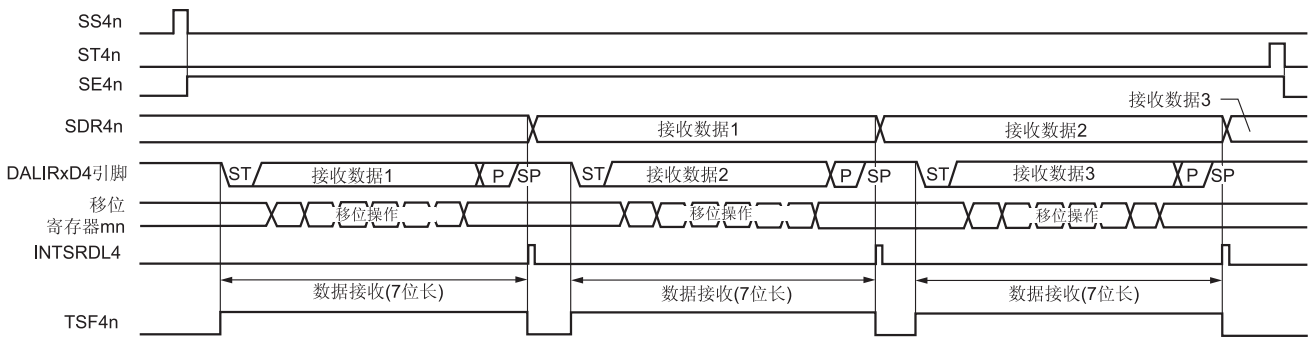 SS4n
ST4n
SE4n
接收数据3
SDR4n
接收数据1
接收数据2
DALIRxD4引脚
ST
接收数据1
P
SP
ST
接收数据2
P
SP
ST
接收数据3
P
SP
移位
寄存器mn
移位操作
移位操作
移位操作
INTSRDL4
数据接收(7位长)
数据接收(7位长)
数据接收(7位长)
TSF4n